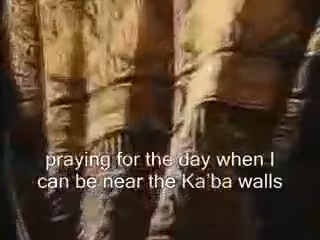 praying for the day when I
can be near the Ka'ba walls